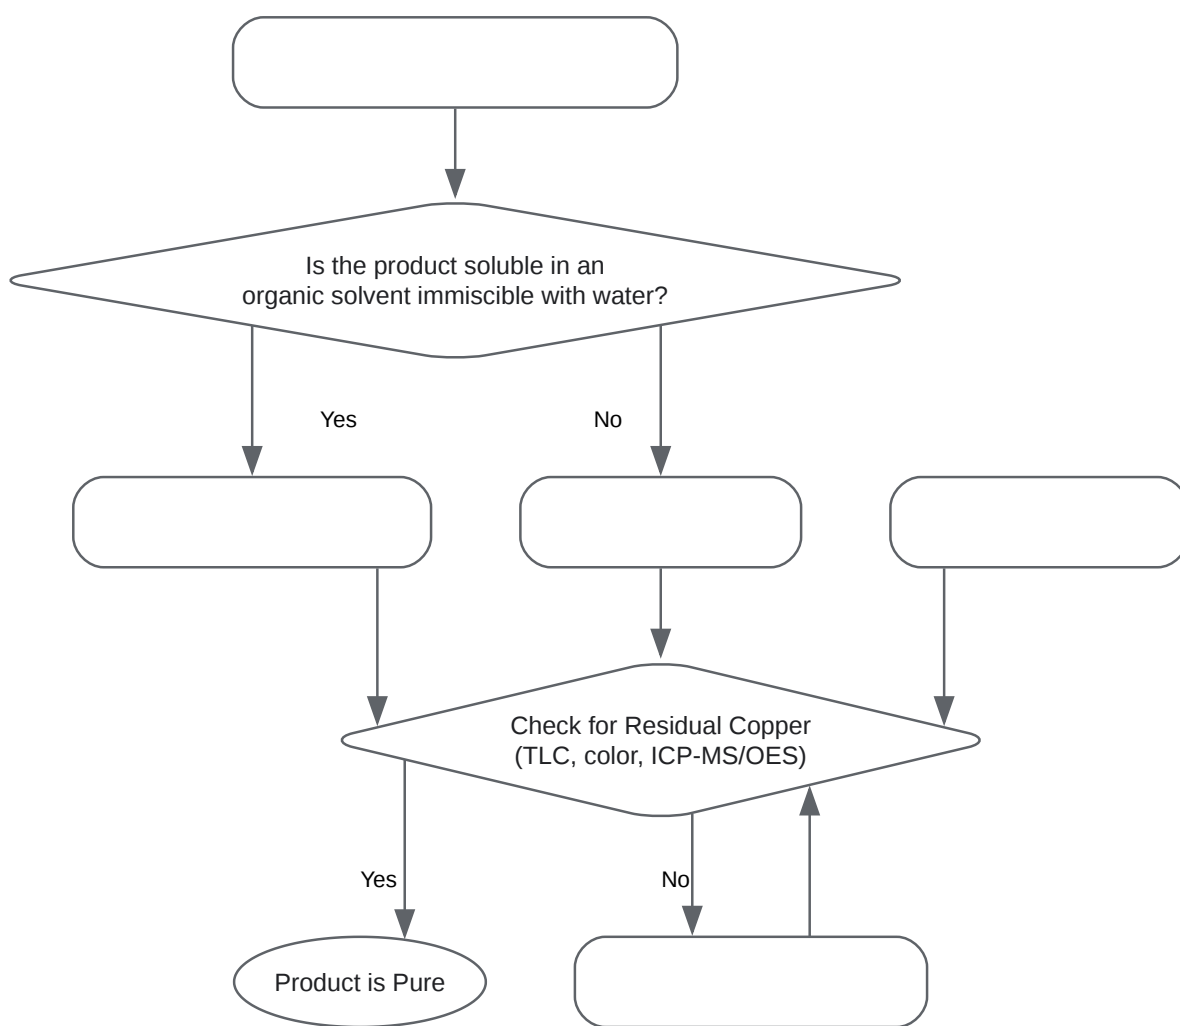 Is the product soluble in an
organic solvent immiscible with water?
Yes
No
Check for Residual Copper
(TLC, color, ICP-MS/OES)
Yes
No
Product is Pure